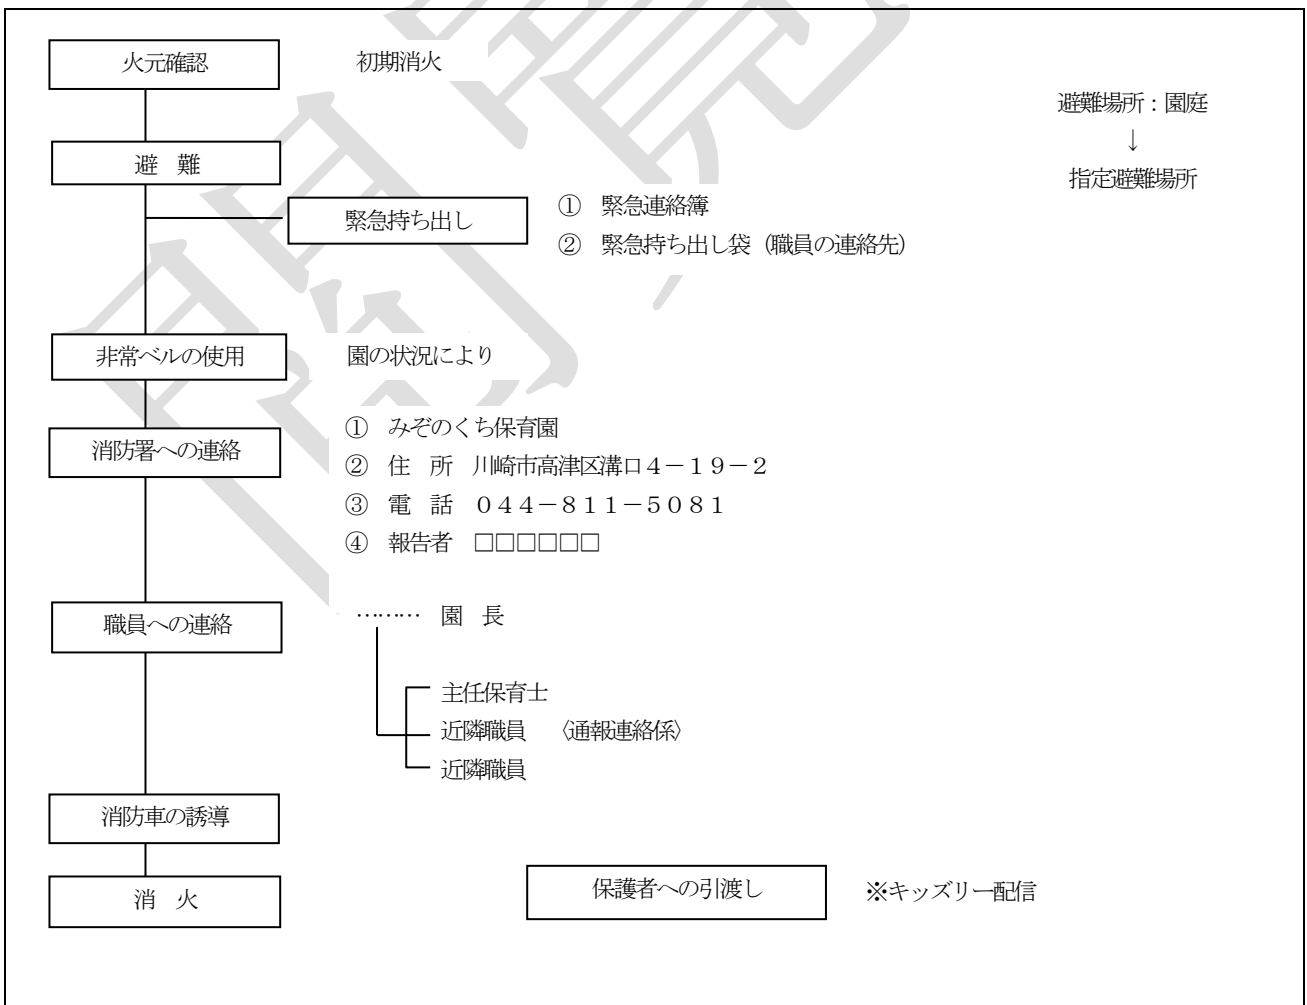 火元確認　初期消火
避難場所：園庭
↓
避　難
指定避難場所
緊急持ち出し
①　緊急連絡簿
②　緊急持ち出し袋（職員の連絡先）
非常ベルの使用　園の状況により
消防署への連絡
①　みぞのくち保育園
②　住　所　川崎市高津区溝口４－１９－２
③　電　話　０４４－８１１－５０８１
④　報告者　□□□□□□
職員への連絡　………　園　長
主任保育士
近隣職員　〈通報連絡係〉
近隣職員
消防車の誘導
消　火
保護者への引渡し　※キッズリー配信
閲覧